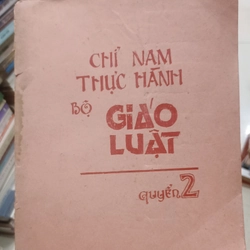 CHỈ NAM
THỰC HÀNH
BỘ GIÁO
LUẬT
QUYỂN 2